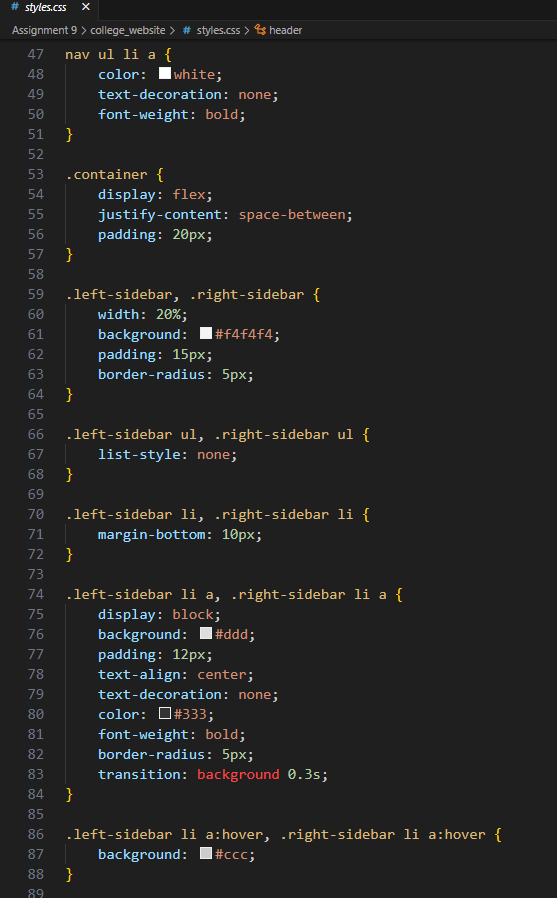 # styles.css ×
Assignment 9 > college_website > # styles.css > header
47 nav ul li a {
48     color: white;
49     text-decoration: none;
50     font-weight: bold;
51 }
52
53 .container {
54     display: flex;
55     justify-content: space-between;
56     padding: 20px;
57 }
58
59 .left-sidebar, .right-sidebar {
60     width: 20%;
61     background: #f4f4f4;
62     padding: 15px;
63     border-radius: 5px;
64 }
65
66 .left-sidebar ul, .right-sidebar ul {
67     list-style: none;
68 }
69
70 .left-sidebar li, .right-sidebar li {
71     margin-bottom: 10px;
72 }
73
74 .left-sidebar li a, .right-sidebar li a {
75     display: block;
76     background: #ddd;
77     padding: 12px;
78     text-align: center;
79     text-decoration: none;
80     color: #333;
81     font-weight: bold;
82     border-radius: 5px;
83     transition: background 0.3s;
84 }
85
86 .left-sidebar li a:hover, .right-sidebar li a:hover {
87     background: #ccc;
88 }
89